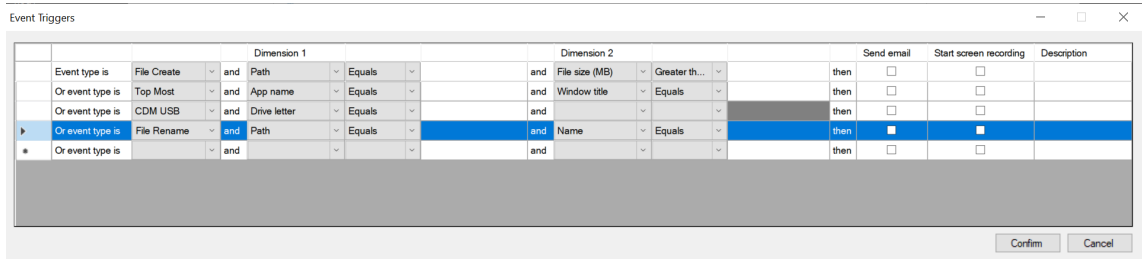 Event Triggers
Dimension 1 Dimension 2 Send email Start screen recording Description
Event type is File Create and Path Equals and File size (MB) Greater th... then
Or event type is Top Most and App name Equals and Window title Equals then
Or event type is CDM USB and Drive letter Equals and then
Or event type is File Rename and Path Equals and Name Equals then
Or event type is and and then
Confirm Cancel